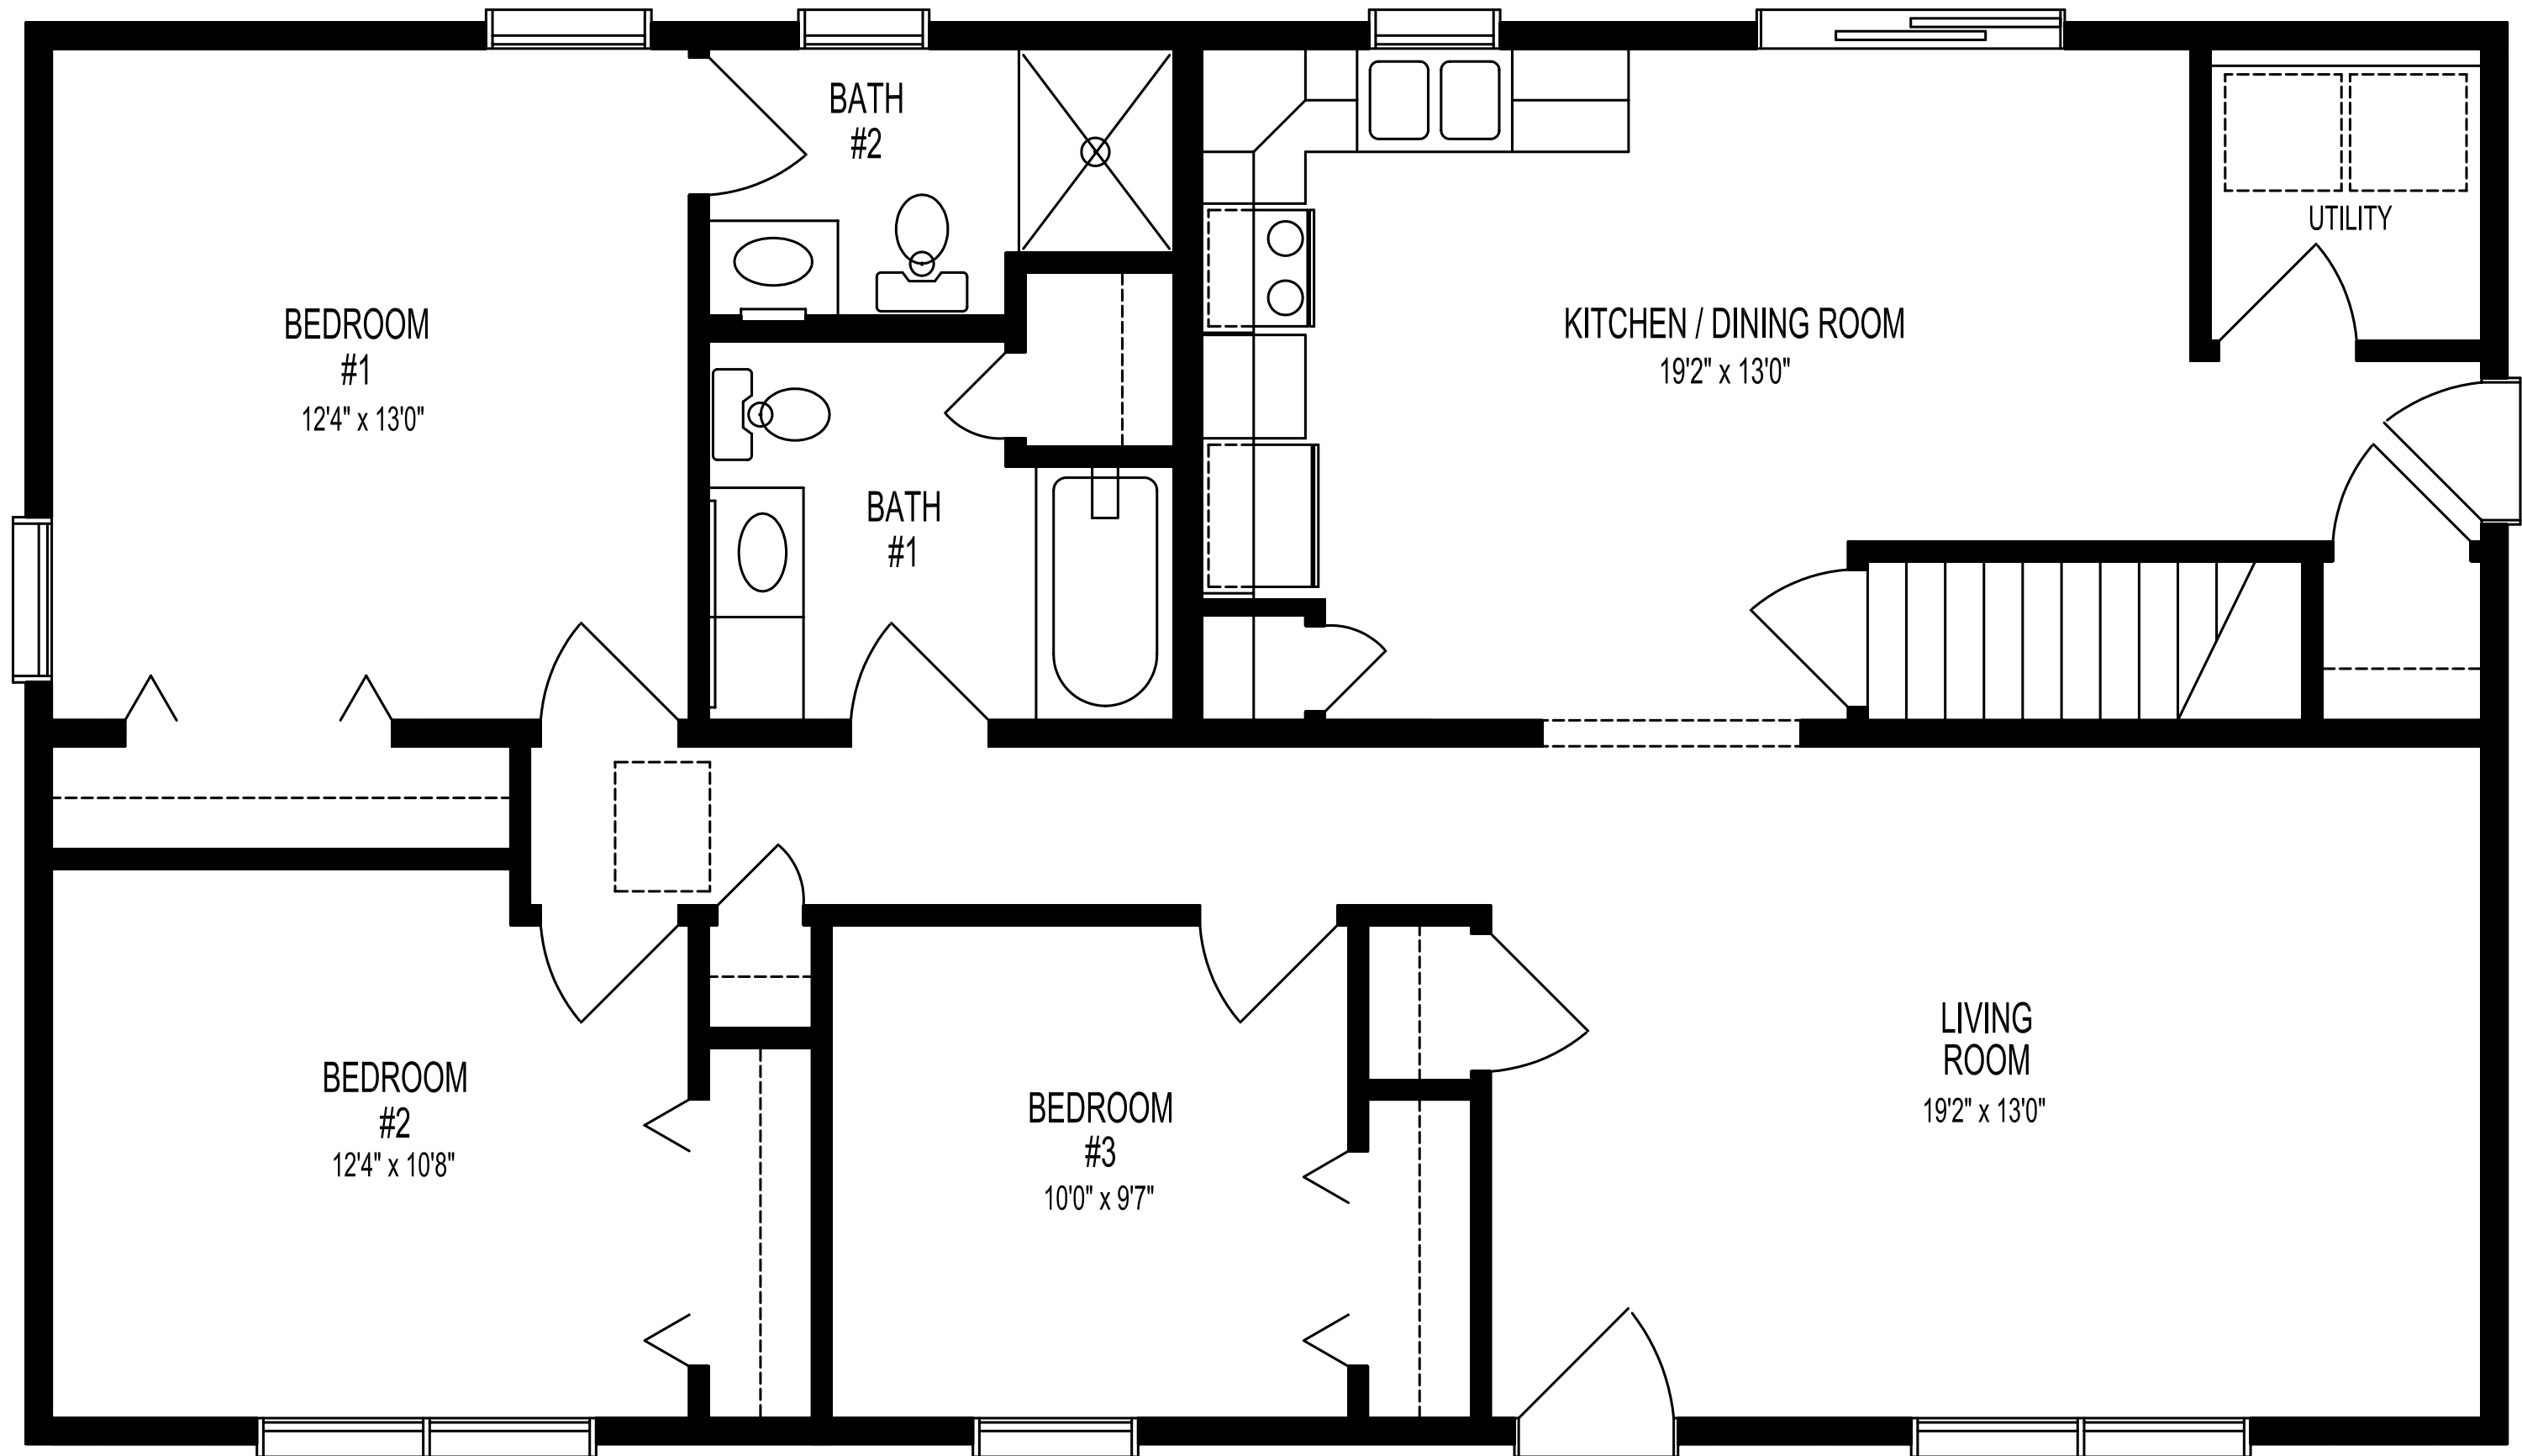 BATH
#2
UTILITY
BEDROOM
#1
12'4" x 13'0"
KITCHEN / DINING ROOM
19'2" x 13'0"
BATH
#1
LIVING
ROOM
19'2" x 13'0"
BEDROOM
#2
12'4" x 10'8"
BEDROOM
#3
10'0" x 9'7"